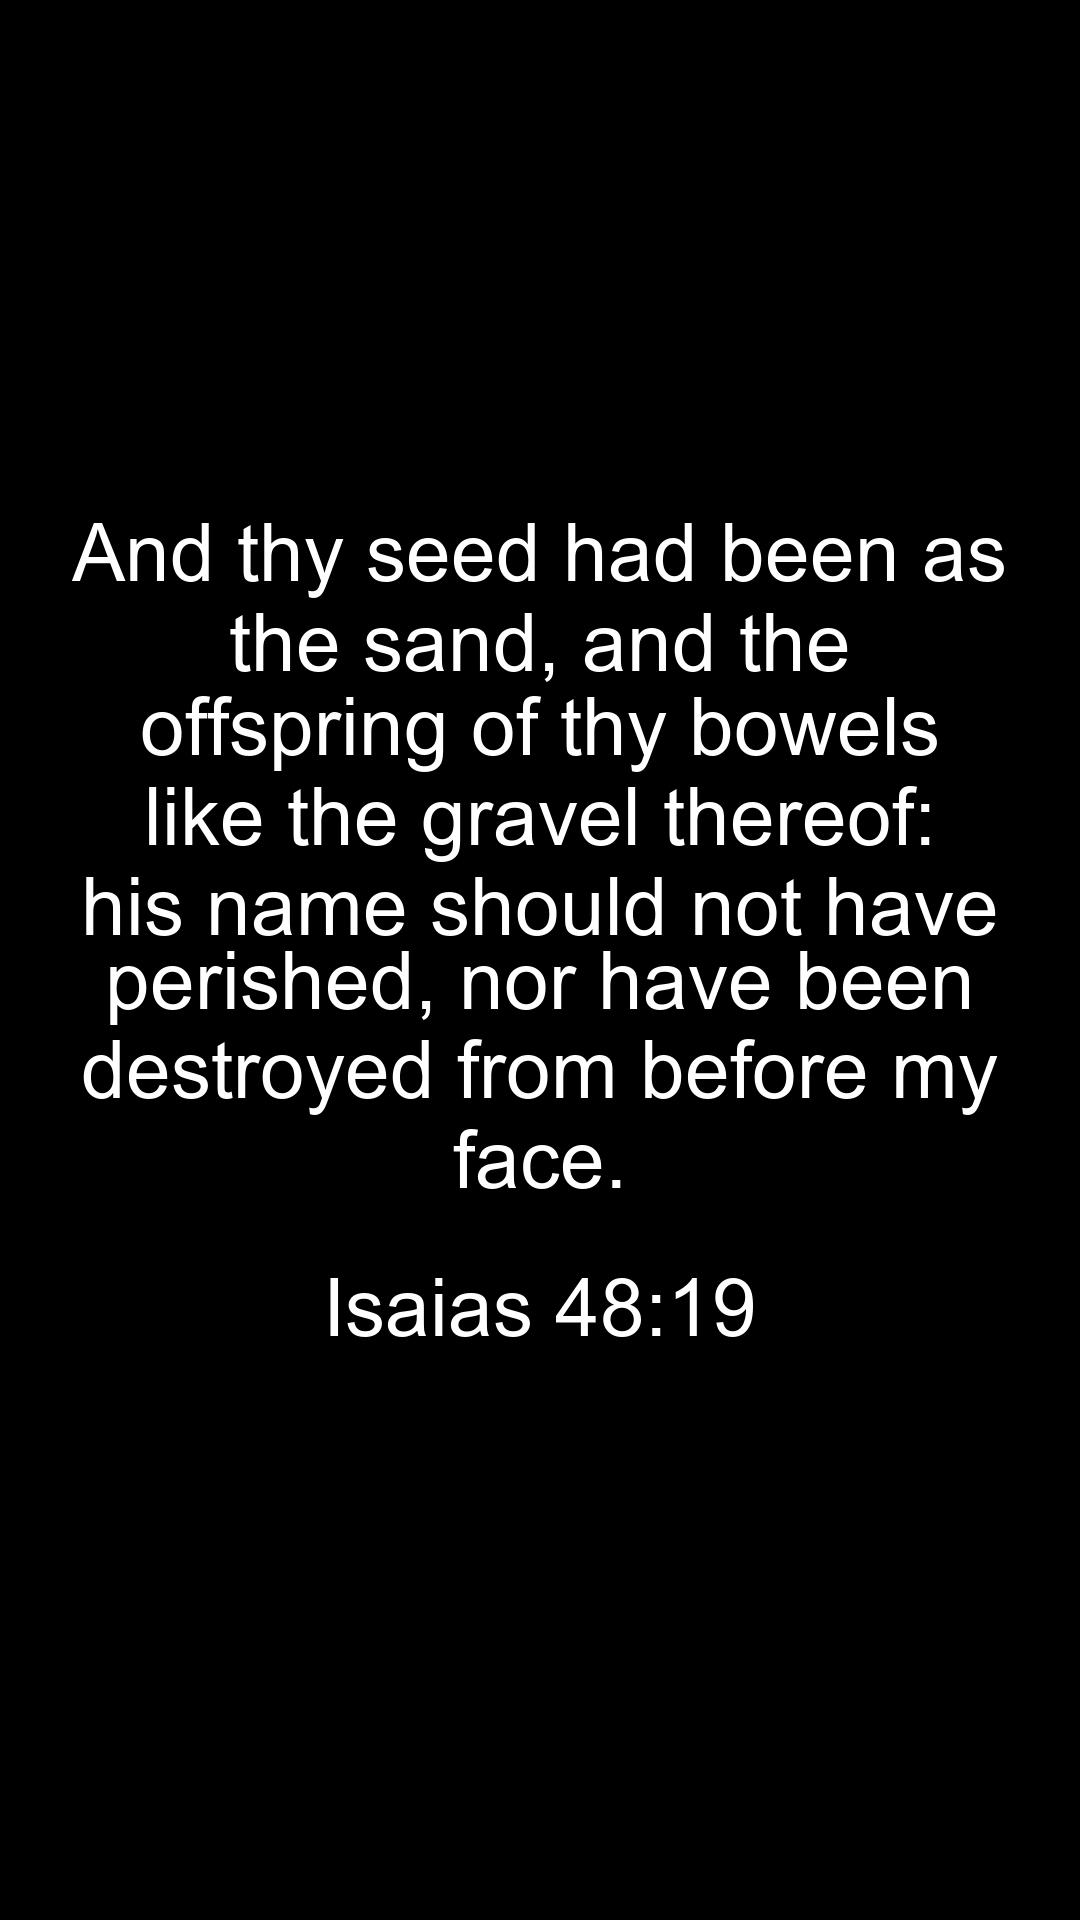 And thy seed had been as
the sand, and the
offspring of thy bowels
like the gravel thereof:
his name should not have
perished, nor have been
destroyed from before my
face.
Isaias 48:19